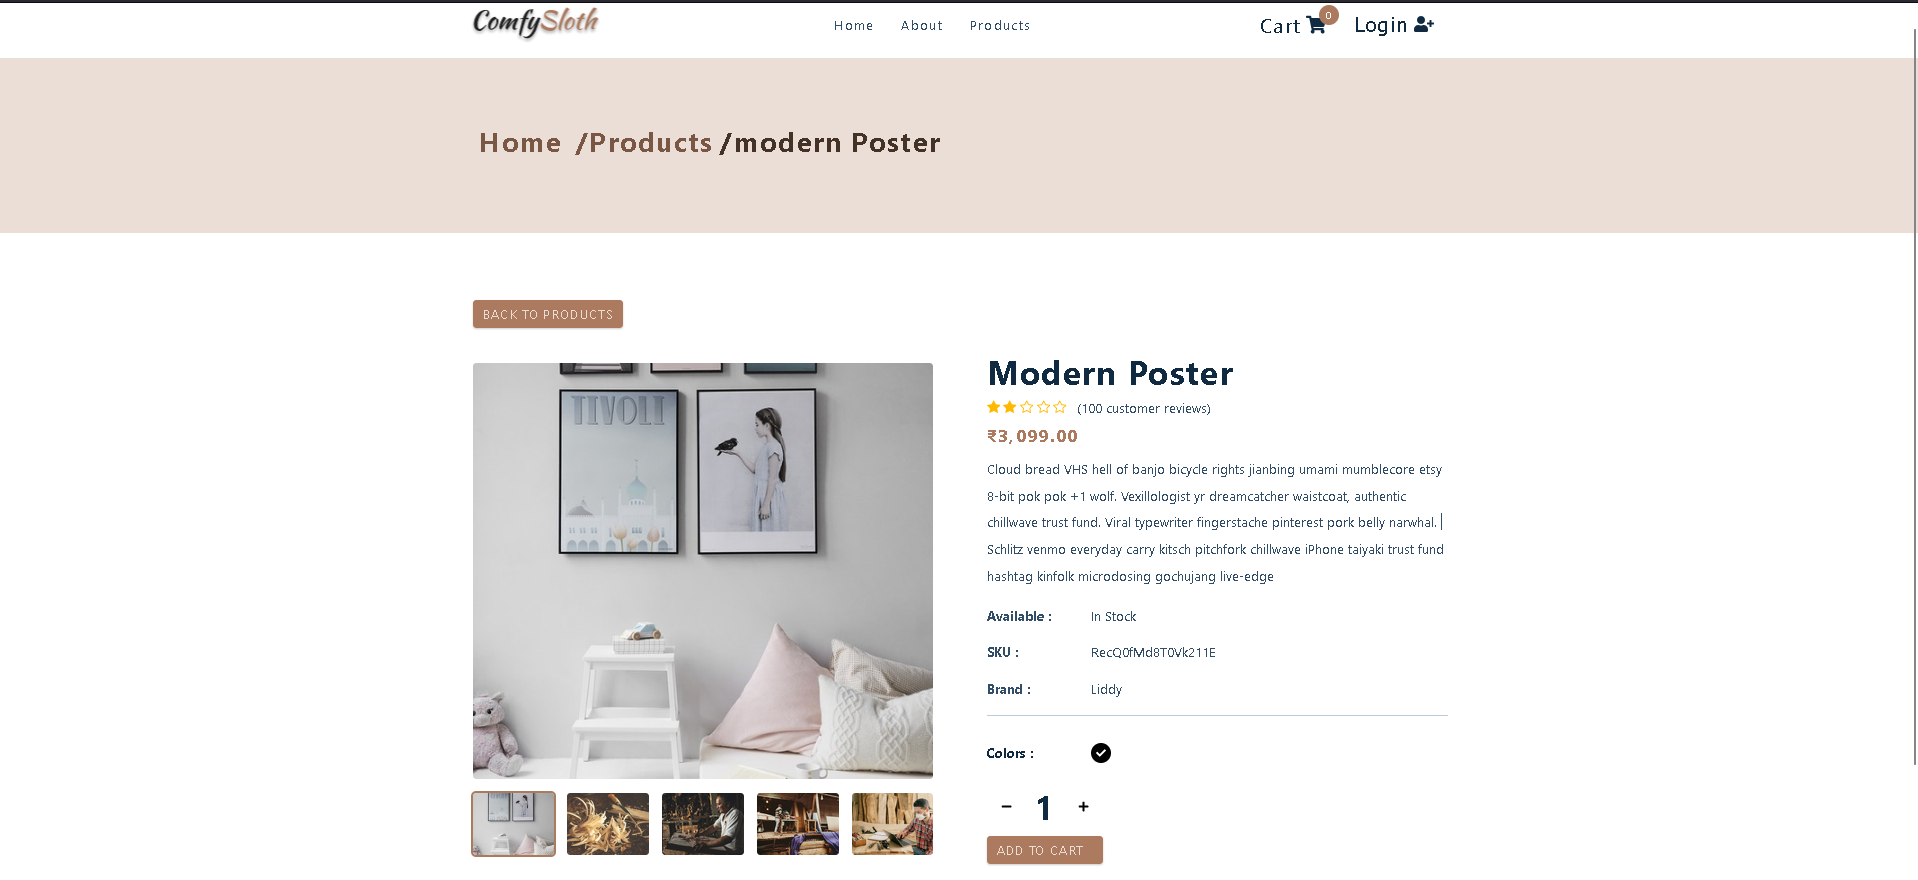 ComfySloth
Home About Products
Cart 0 Login
Home /Products /modern Poster
BACK TO PRODUCTS
TIVOLI
Modern Poster
(100 customer reviews)
₹3,099.00
Cloud bread VHS hell of banjo bicycle rights jianbing umami mumblecore etsy
8-bit pok pok +1 wolf. Vexillologist yr dreamcatcher waistcoat, authentic
chillwave trust fund. Viral typewriter fingerstache pinterest pork belly narwhal.
Schlitz venmo everyday carry kitsch pitchfork chillwave iPhone taiyaki trust fund
hashtag kinfolk microdosing gochujang live-edge
Available : In Stock
SKU : RecQ0fMd8T0Vk211E
Brand : Liddy
Colors :
- 1 +
ADD TO CART